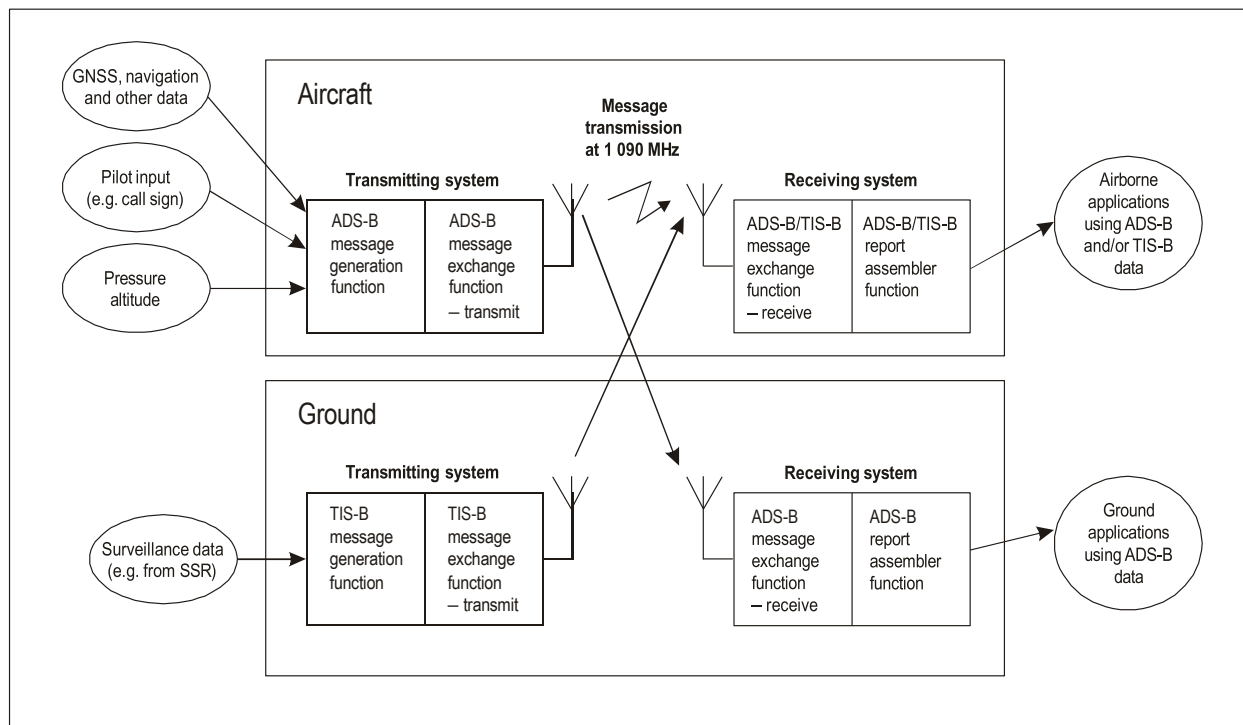 GNSS, navigation
and other data
Pilot input
(e.g. call sign)
Pressure
altitude
Aircraft
Message
transmission
at 1 090 MHz
Transmitting system
ADS-B
message
generation
function
ADS-B
message
exchange
function
– transmit
Receiving system
ADS-B/TIS-B
message
exchange
function
– receive
ADS-B/TIS-B
report
assembler
function
Airborne
applications
using ADS-B
and/or TIS-B
data
Ground
Surveillance data
(e.g. from SSR)
Transmitting system
TIS-B
message
generation
function
TIS-B
message
exchange
function
– transmit
Receiving system
ADS-B
message
exchange
function
– receive
ADS-B
report
assembler
function
Ground
applications
using ADS-B
data